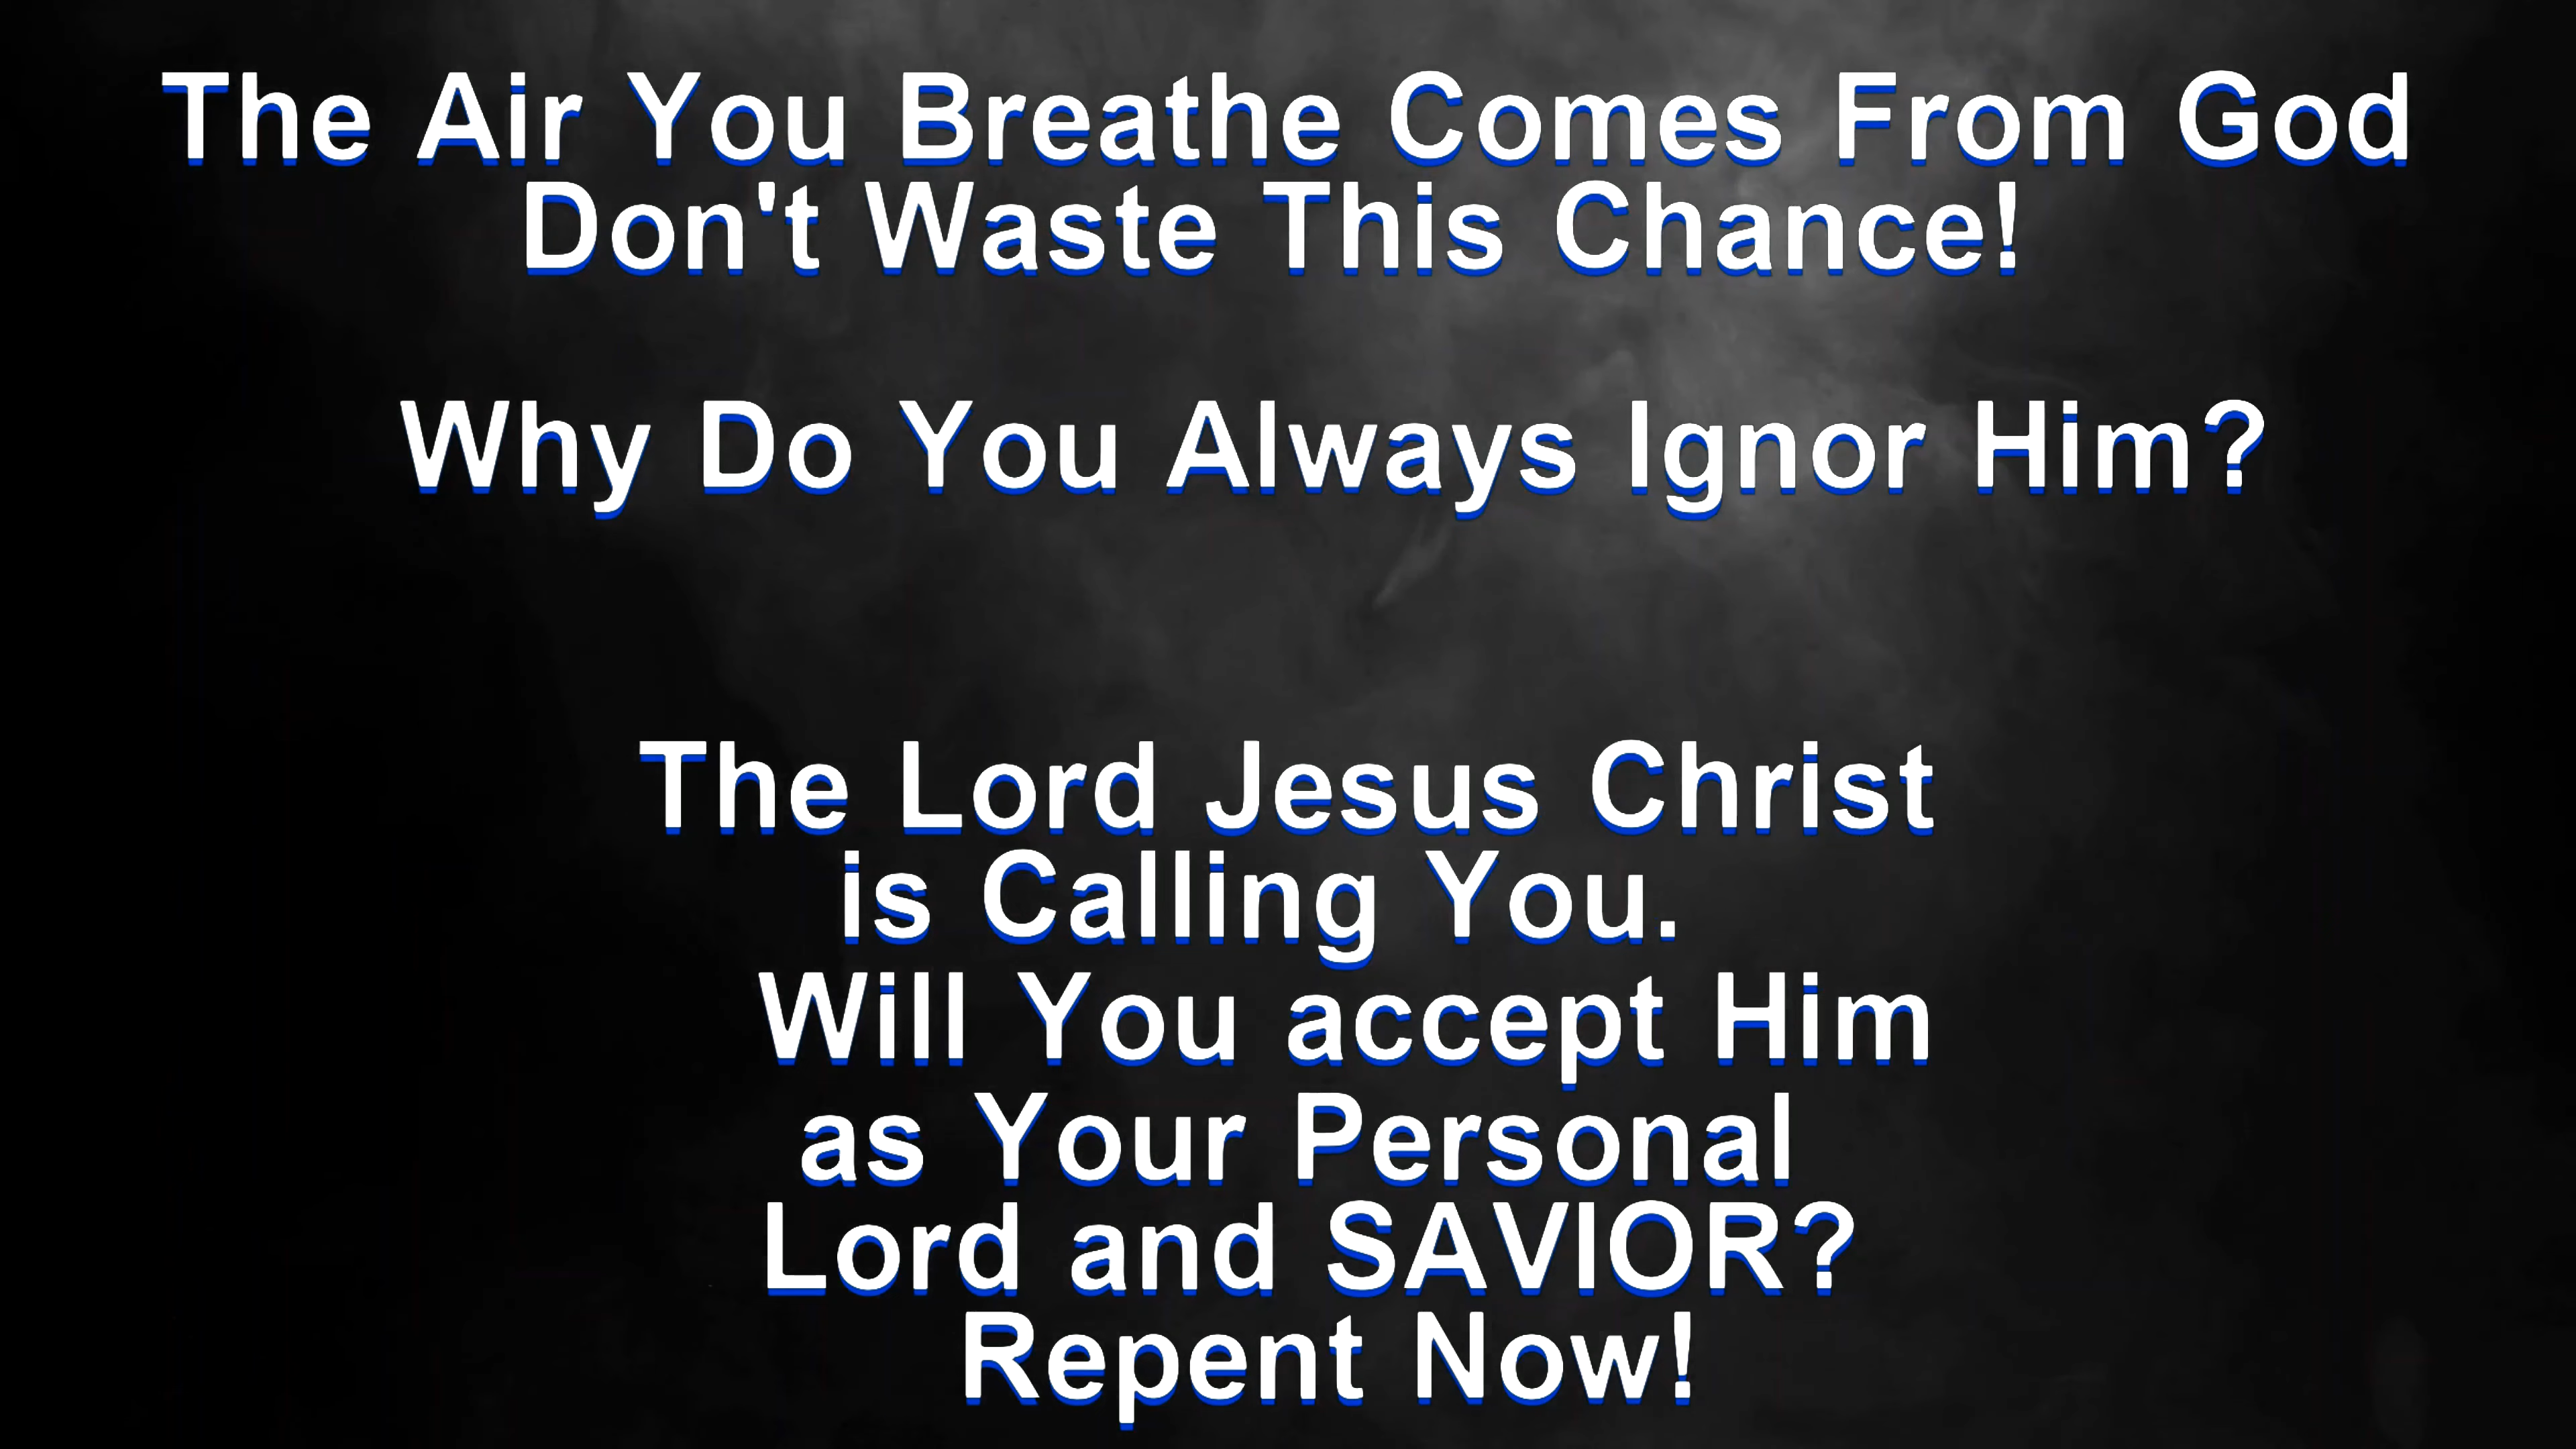 The Air You Breathe Comes From God
Don't Waste This Chance!
Why Do You Always Ignor Him?
The Lord Jesus Christ
is Calling You.
Will You accept Him
as Your Personal
Lord and SAVIOR?
Repent Now!